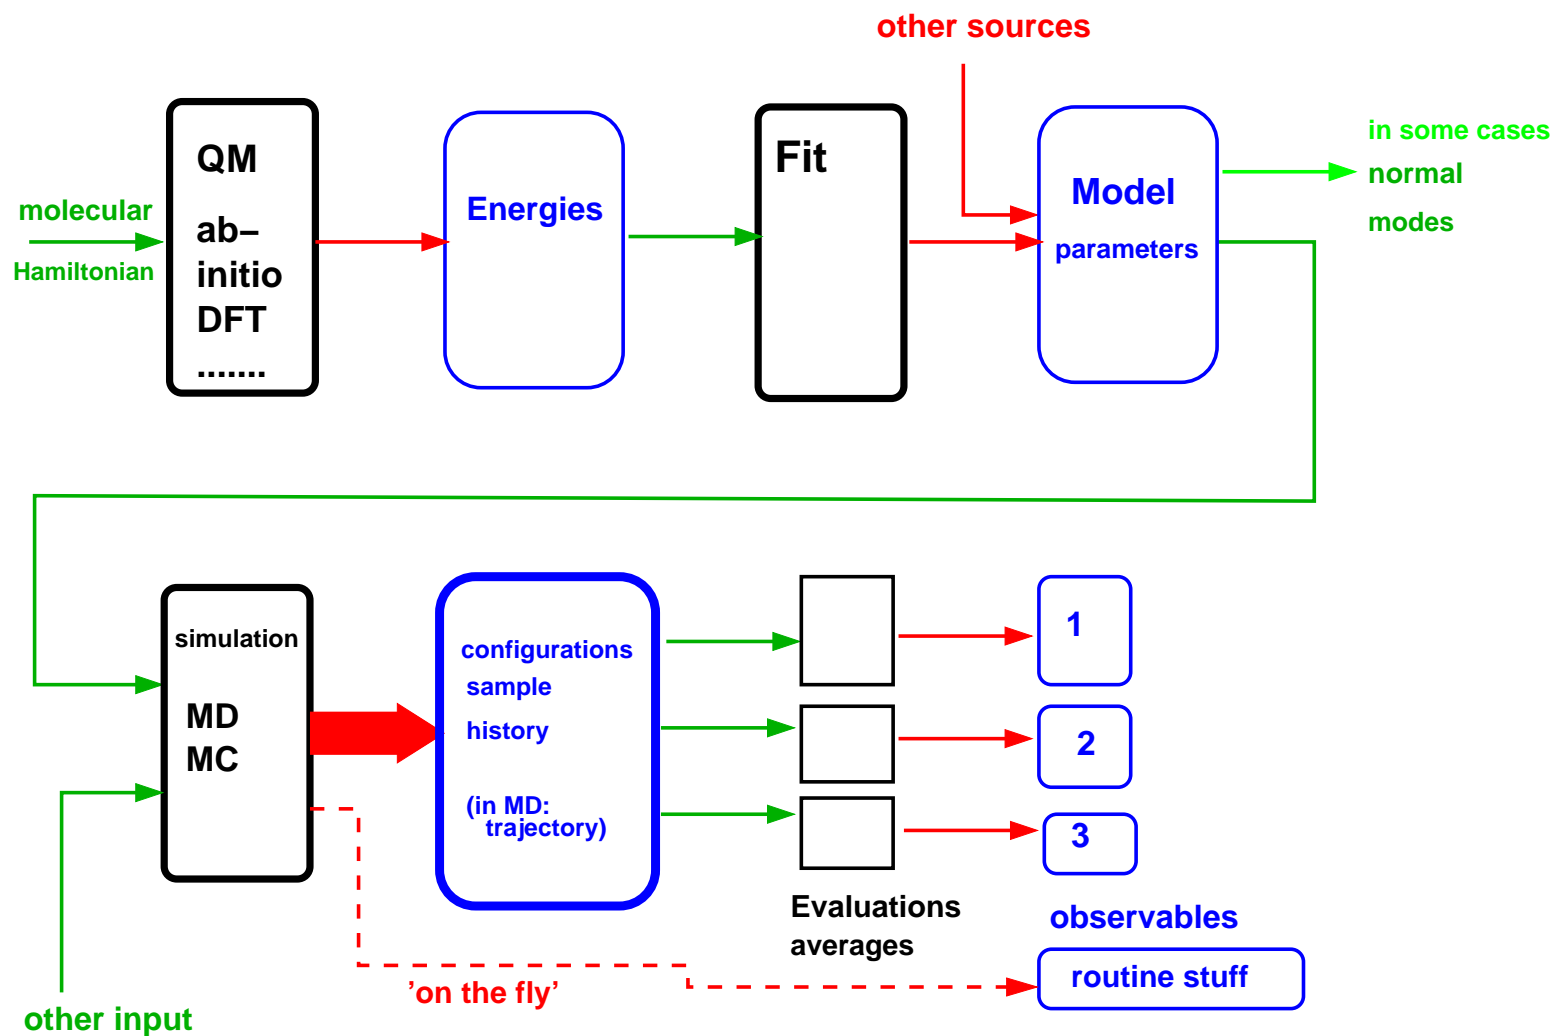 other sources
QM
ab–
initio
DFT
.......
molecular
Hamiltonian
Energies
Fit
Model
parameters
in some cases
normal
modes
simulation
MD
MC
configurations
sample
history
(in MD:
trajectory)
1
2
3
Evaluations
averages
observables
routine stuff
’on the fly’
other input